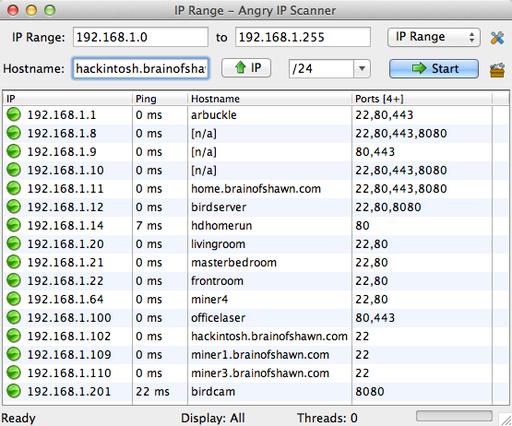 IP Range - Angry IP Scanner
IP Range: 192.168.1.0 to 192.168.1.255 IP Range
Hostname: hackintosh.brainofshaw IP /24 Start
IP Ping Hostname Ports [4+]
192.168.1.1 0 ms arbuckle 22,80,443
192.168.1.8 0 ms [n/a] 22,80,443,8080
192.168.1.9 0 ms [n/a] 80,443
192.168.1.10 0 ms [n/a] 22,80,443,8080
192.168.1.11 0 ms home.brainofshawn.com 22,80,443,8080
192.168.1.12 0 ms birdserver 22,80,8080
192.168.1.14 7 ms hdhomerun 80
192.168.1.20 0 ms livingroom 22,80
192.168.1.21 0 ms masterbedroom 22,80
192.168.1.22 0 ms frontroom 22,80
192.168.1.64 0 ms miner4 22,80
192.168.1.100 0 ms officelaser 80,443
192.168.1.102 0 ms hackintosh.brainofshawn.com 22
192.168.1.109 0 ms miner1.brainofshawn.com 22
192.168.1.110 0 ms miner3.brainofshawn.com 22
192.168.1.201 22 ms birdcam 8080
Ready Display: All Threads: 0